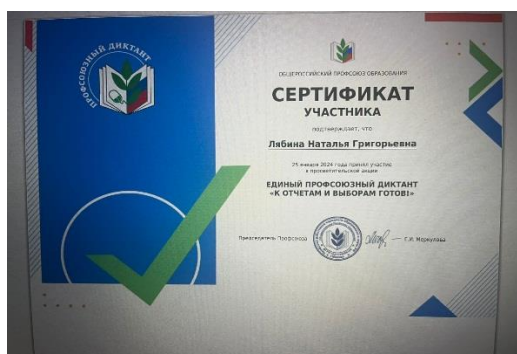 ПРОФСОЮЗНЫЙ ДИКТАНТ
ОБЩЕРОССИЙСКИЙ ПРОФСОЮЗ ОБРАЗОВАНИЯ
СЕРТИФИКАТ
УЧАСТНИКА
подтверждает, что
Лябина Наталья Григорьевна
25 января 2024 года принял участие
в просветительской акции
ЕДИНЫЙ ПРОФСОЮЗНЫЙ ДИКТАНТ
«К ОТЧЕТАМ И ВЫБОРАМ ГОТОВ!»
Председатель Профсоюза